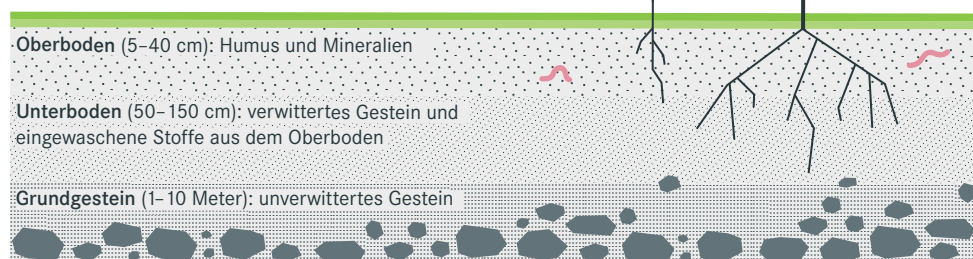 Oberboden (5–40 cm): Humus und Mineralien
Unterboden (50–150 cm): verwittertes Gestein und
eingewaschene Stoffe aus dem Oberboden
Grundgestein (1–10 Meter): unverwittertes Gestein